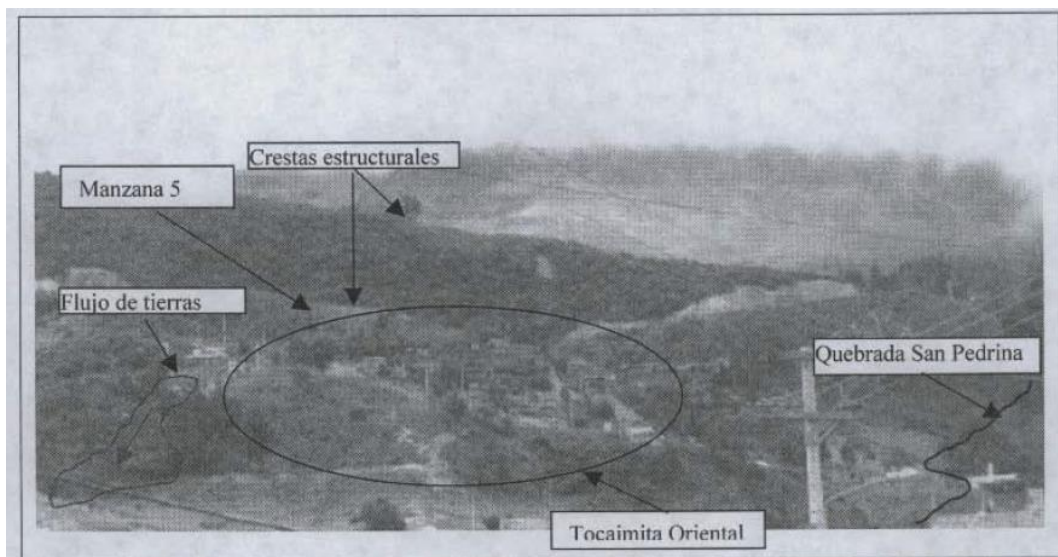 Crestas estructurales
Manzana 5
Flujo de tierras
Quebrada San Pedrina
Tocaimita Oriental